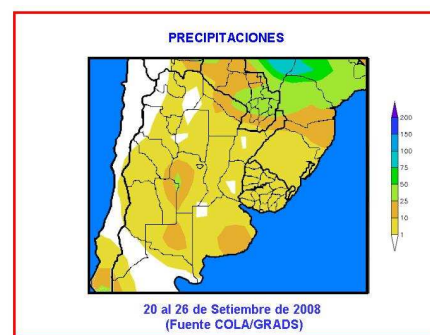 PRECIPITACIONES
200
150
100
75
50
25
10
1
20 al 26 de Setiembre de 2008
(Fuente COLA/GRADS)